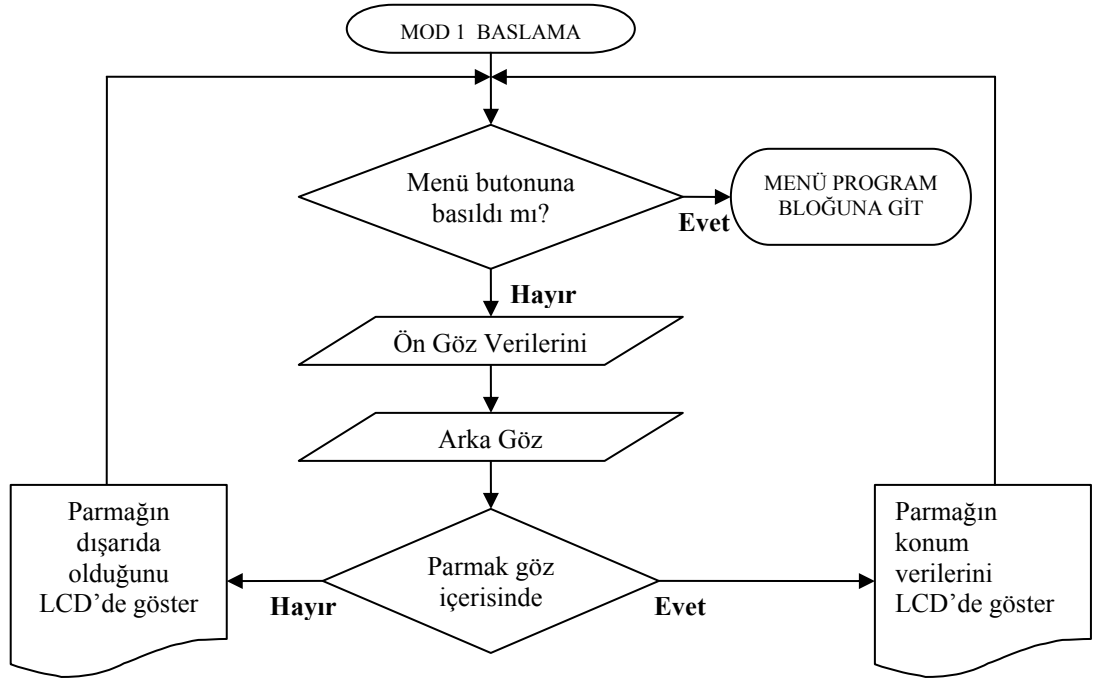 MOD 1 BASLAMA
Menü butonuna
basıldı mı?
Evet
MENÜ PROGRAM
BLOĞUNA GİT
Hayır
Ön Göz Verilerini
Arka Göz
Parmak göz
içerisinde
Hayır
Evet
Parmağın
dışarıda
olduğunu
LCD’de göster
Parmağın
konum
verilerini
LCD’de göster